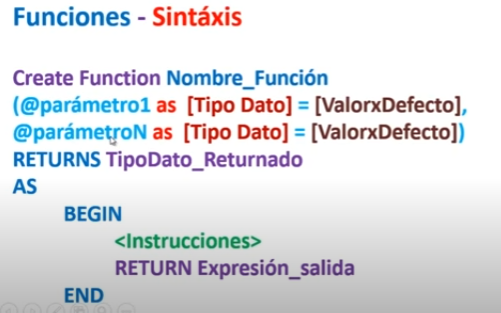 Funciones - Sintáxis
Create Function Nombre_Función
(@parámetro1 as [Tipo Dato] = [ValorxDefecto],
@parámetroN as [Tipo Dato] = [ValorxDefecto])
RETURNS TipoDato_Returnado
AS
BEGIN
<Instrucciones>
RETURN Expresión_salida
END